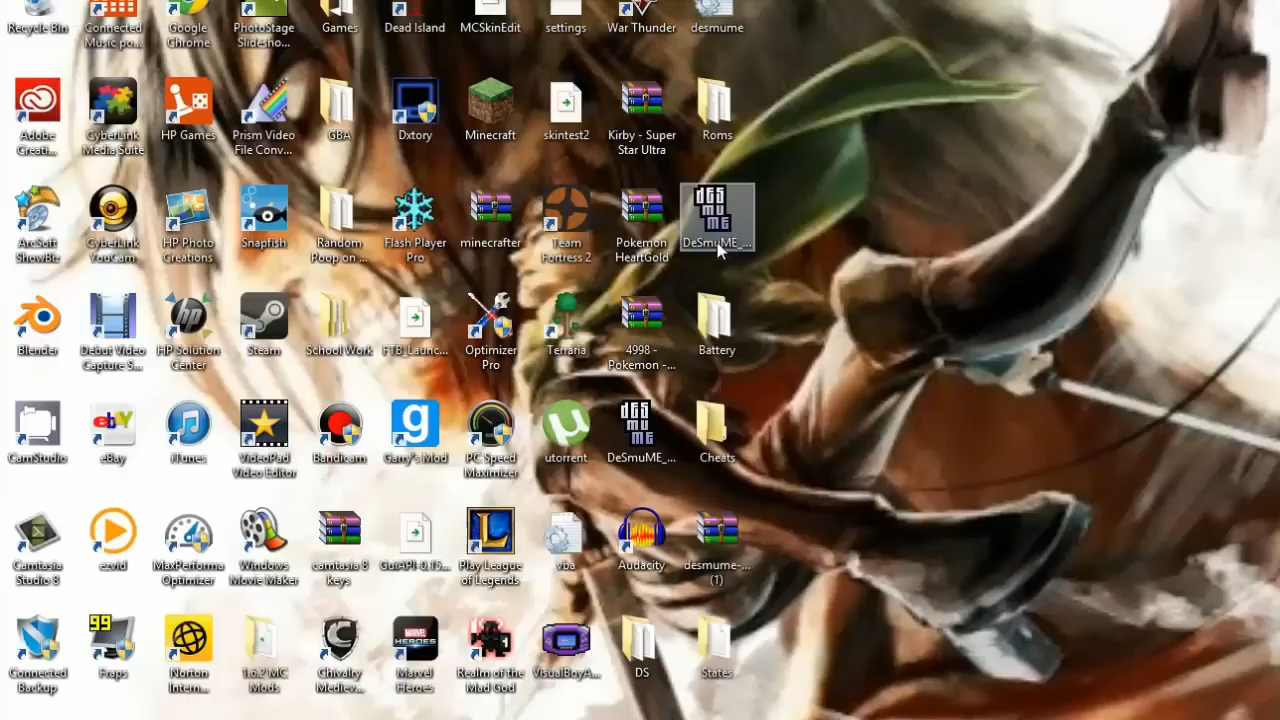 Recycle Bin
Connected
Music po...
Google
Chrome
PhotoStage
Slidesho...
Games
Dead Island
MCSkinEdit
settings
War Thunder
desmume
Adobe
Creati...
CyberLink
Media Suite
HP Games
Prism Video
File Conv...
GBA
Dxtory
Minecraft
skintest2
Kirby - Super
Star Ultra
Roms
ArcSoft
ShowBiz
CyberLink
YouCam
HP Photo
Creations
Snapfish
Random
Poop on ...
Flash Player
Pro
minecrafter
Team
Fortress 2
Pokemon
HeartGold
DeSmuME_...
Blender
Debut Video
Capture S...
HP Solution
Center
Steam
School Work
FTB_Launc...
Optimizer
Pro
Terraria
4998 -
Pokemon -...
Battery
CamStudio
eBay
iTunes
VideoPad
Video Editor
Bandicam
Garry's Mod
PC Speed
Maximizer
utorrent
DeSmuME_...
Cheats
Camtasia
Studio 8
ezvid
MaxPerforma
Optimizer
Windows
Movie Maker
camtasia 8
keys
GuiAPI-0.15...
Play League
of Legends
vba
Audacity
desmume-...
(1)
Connected
Backup
Fraps
Norton
Intern...
1.6.2 MC
Mods
Chivalry
Mediev...
Marvel
Heroes
Realm of the
Mad God
VisualBoyA...
DS
States